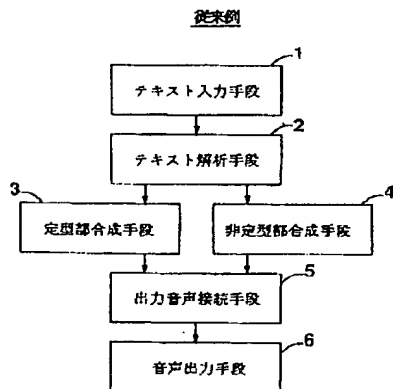 従来例
1
テキスト入力手段
2
テキスト解析手段
3
4
定型部合成手段
非定型部合成手段
5
出力音声接続手段
6
音声出力手段